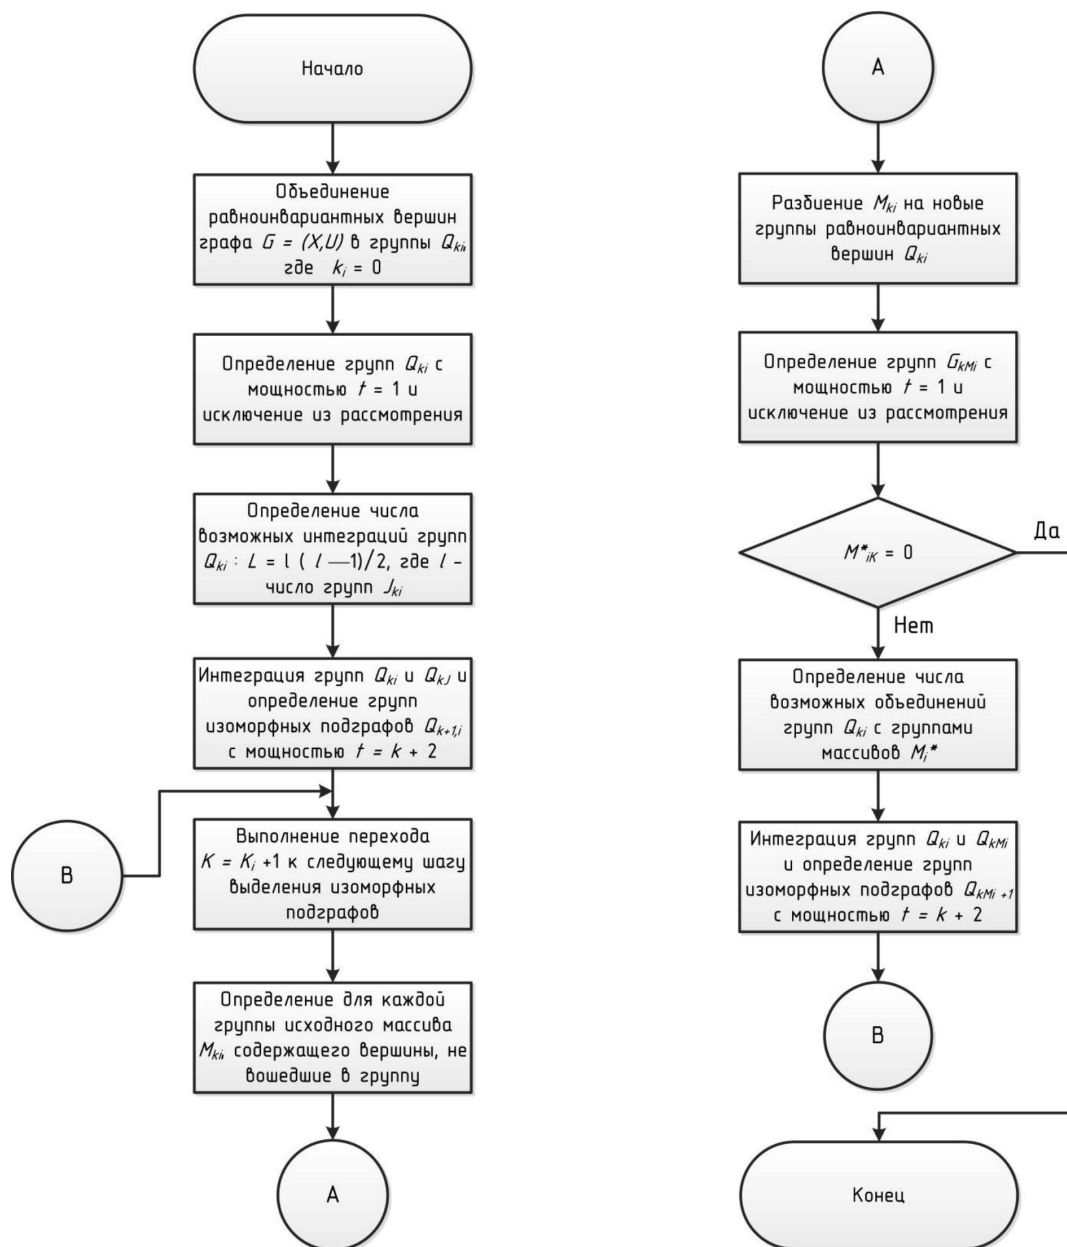 Начало
Объединение
равноинвариантных вершин
графа G = (X,U) в группы Qki,
где ki = 0
Определение групп Qki с
мощностью t = 1 и
исключение из рассмотрения
Определение числа
возможных интеграций групп
Qki : L = l ( l —1)/2, где l -
число групп Jki
Интеграция групп Qki и QkJ и
определение групп
изоморфных подграфов Qk+1,i
с мощностью t = k + 2
B
Выполнение перехода
K = Ki +1 к следующему шагу
выделения изоморфных
подграфов
Определение для каждой
группы исходного массива
Mki, содержащего вершины, не
вошедшие в группу
A
A
Разбиение Mki на новые
группы равноинвариантных
вершин Qki
Определение групп GkMi с
мощностью t = 1 и
исключение из рассмотрения
M*iK = 0
Да
Нет
Определение числа
возможных объединений
групп Qki с группами
массивов Mi*
Интеграция групп Qki и QkMi
и определение групп
изоморфных подграфов QkMi +1
с мощностью t = k + 2
B
Конец